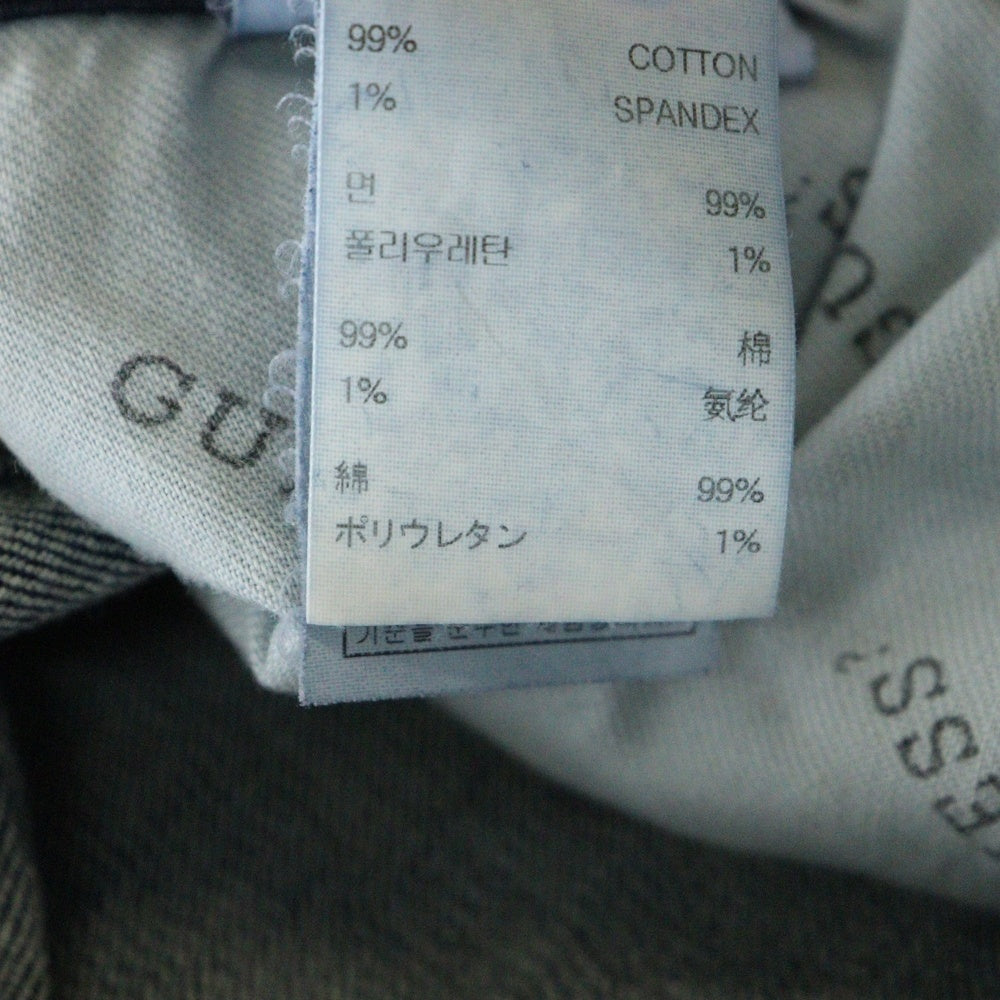 99% COTTON
1% SPANDEX
면 99%
폴리우레탄 1%
99% 棉
1% 氨纶
綿 99%
ポリウレタン 1%
GU